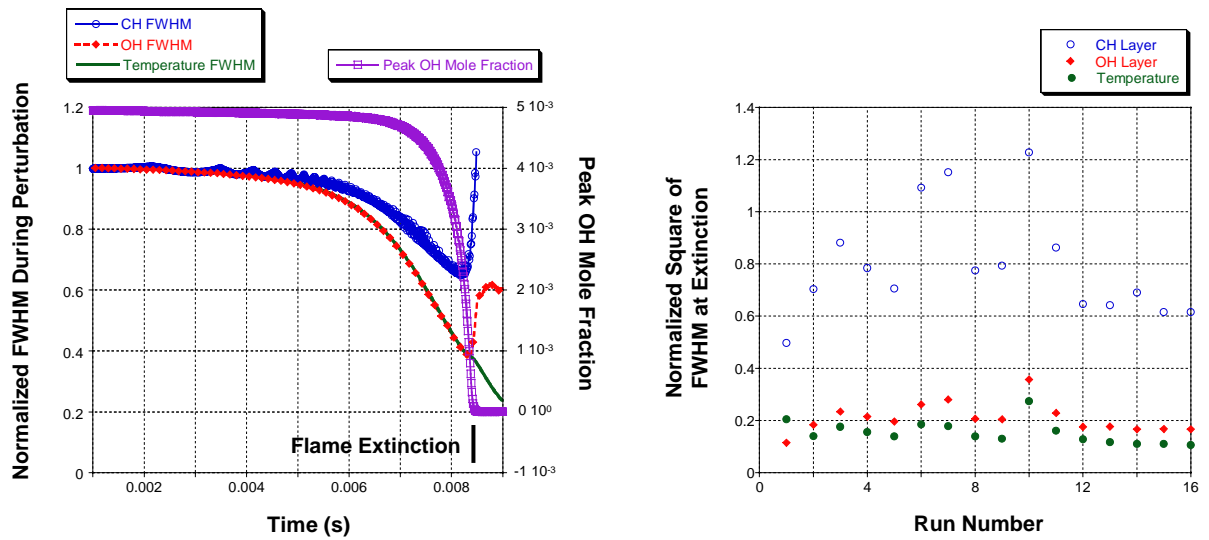 CH FWHM
OH FWHM
Temperature FWHM
Peak OH Mole Fraction
Normalized FWHM During Perturbation
1.2
1
0.8
0.6
0.4
0.2
0
0.002
0.004
0.006
0.008
Time (s)
5 10⁻³
4 10⁻³
3 10⁻³
2 10⁻³
1 10⁻³
0 10⁰
-1 10⁻³
Peak OH Mole Fraction
Flame Extinction
CH Layer
OH Layer
Temperature
Normalized Square of
FWHM at Extinction
1.4
1.2
1
0.8
0.6
0.4
0.2
0
0
4
8
12
16
Run Number